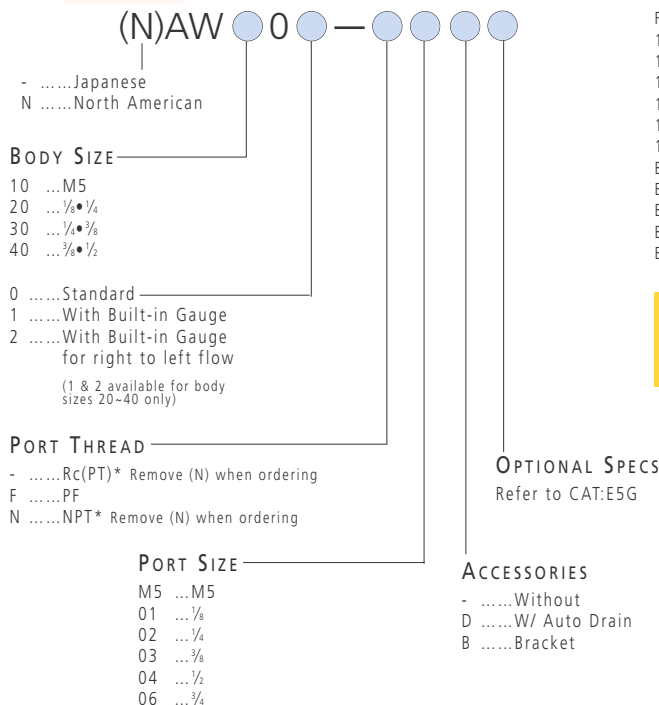 (N)AW 0 —
- ......Japanese
N ......North American
BODY SIZE
10 ...M5
20 ...⅛•¼
30 ...¼•⅜
40 ...⅜•½
0 ......Standard
1 ......With Built-in Gauge
2 ......With Built-in Gauge
for right to left flow
(1 & 2 available for body
sizes 20~40 only)
PORT THREAD
- ......Rc(PT)* Remove (N) when ordering
F ......PF
N ......NPT* Remove (N) when ordering
PORT SIZE
M5 ...M5
01 ...⅛
02 ...¼
03 ...⅜
04 ...½
06 ...¾
OPTIONAL SPECS
Refer to CAT:E5G
ACCESSORIES
- ......Without
D ......W/ Auto Drain
B ......Bracket